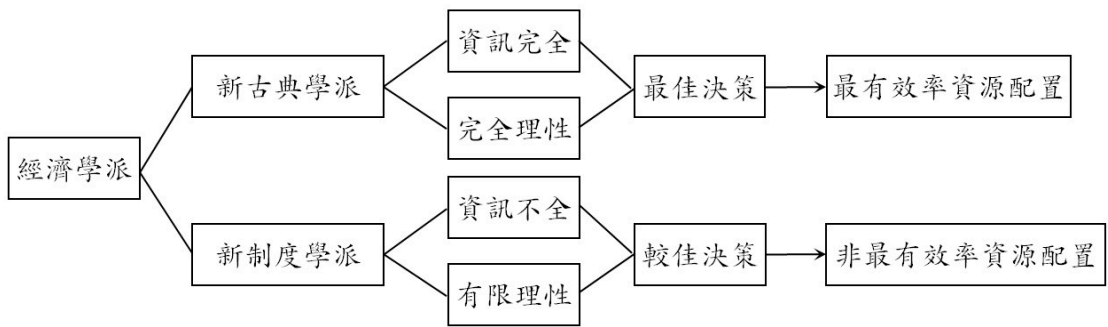 經濟學派
新古典學派
資訊完全
完全理性
最佳決策
最有效率資源配置
新制度學派
資訊不全
有限理性
較佳決策
非最有效率資源配置